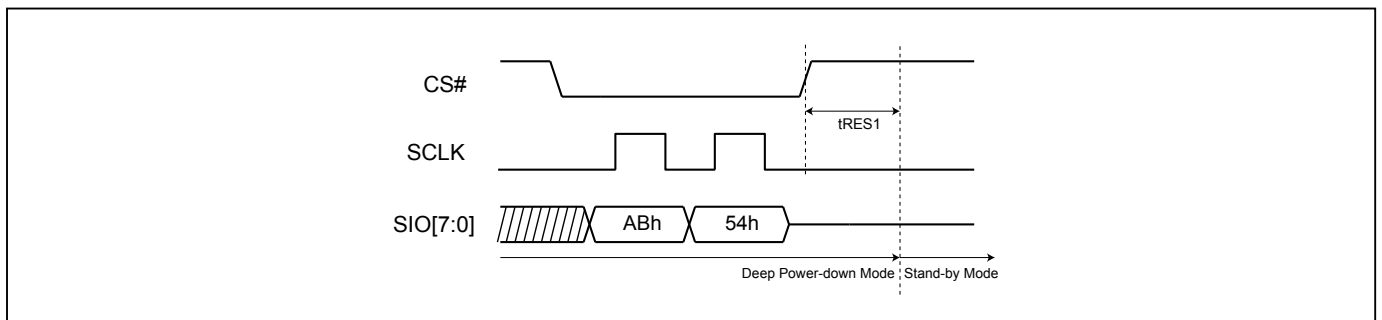 CS#
tRES1
SCLK
SIO[7:0] ABh 54h
Deep Power-down Mode Stand-by Mode